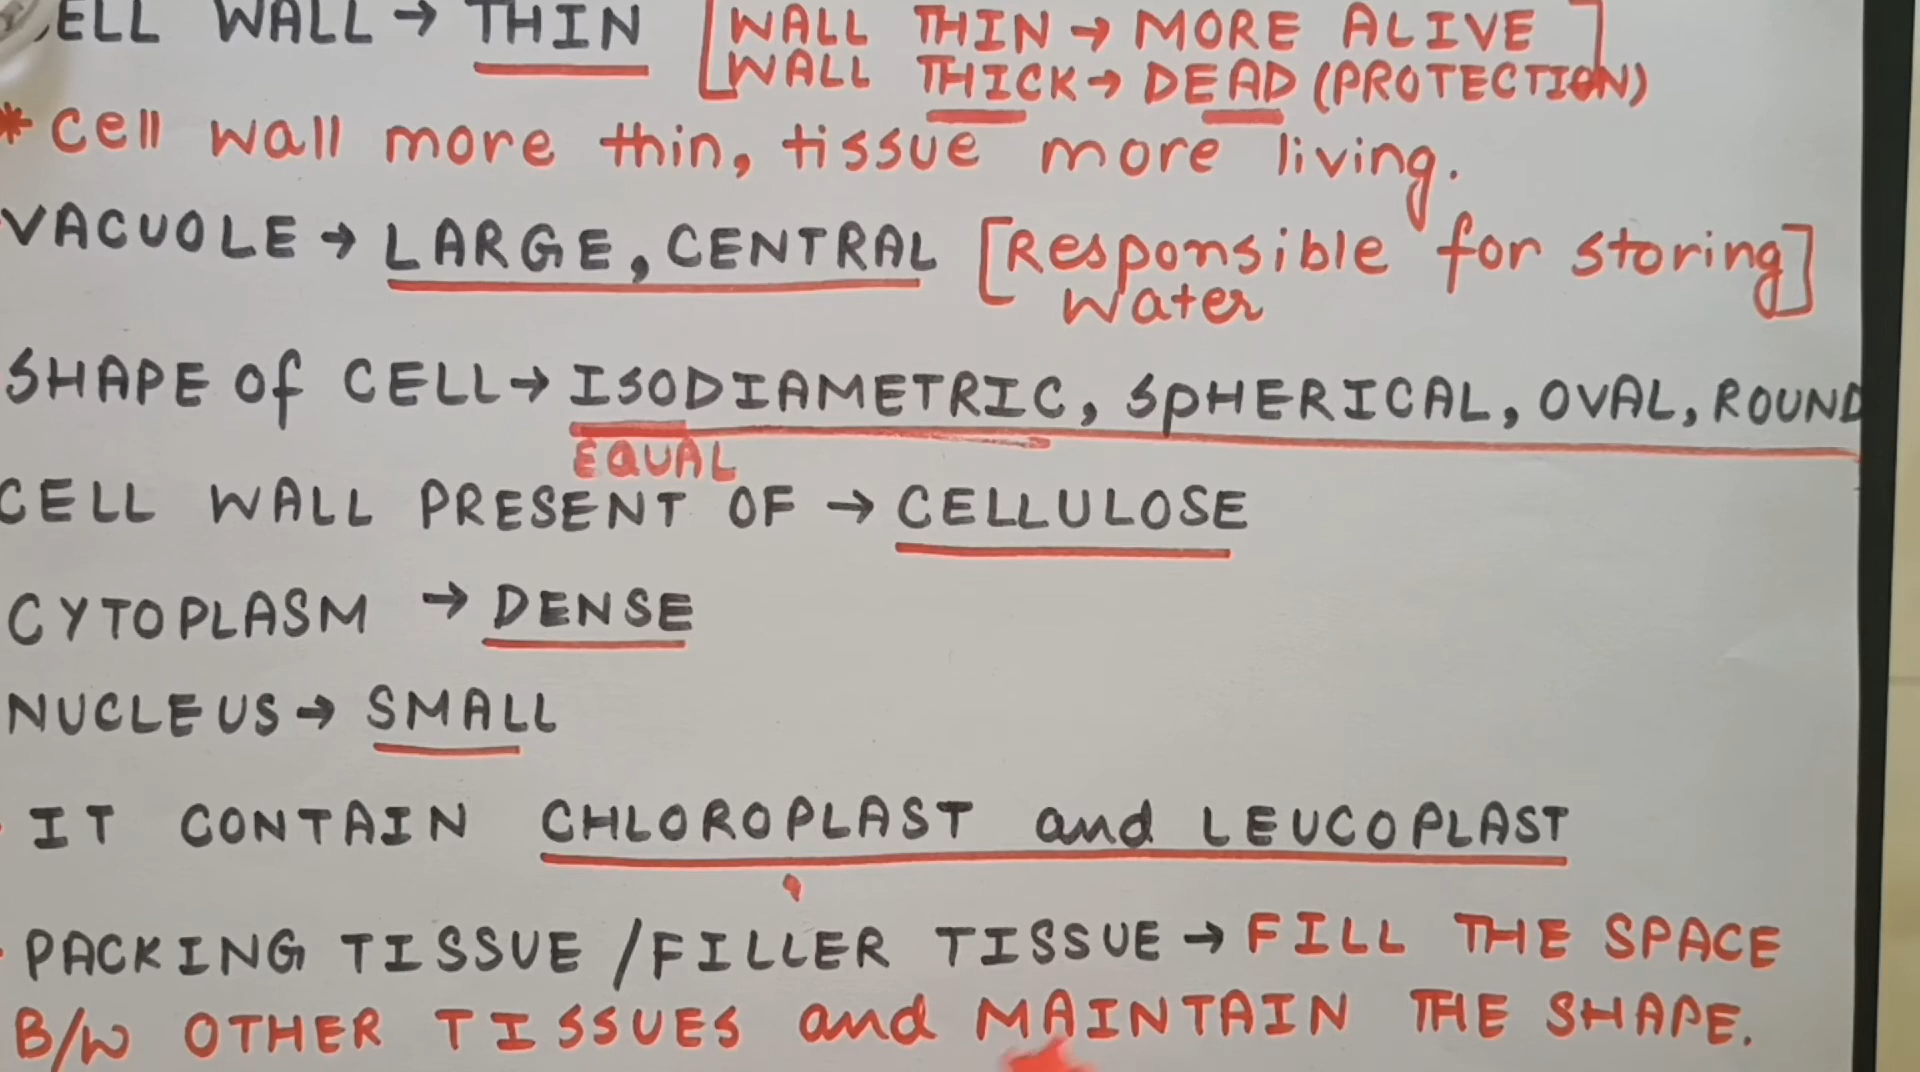 CELL WALL → THIN [WALL THIN → MORE ALIVE
WALL THICK → DEAD (PROTECTION)]
* Cell wall more thin, tissue more living.
VACUOLE → LARGE, CENTRAL [Responsible for storing
Water]
SHAPE Of CELL → ISODIAMETRIC, SPHERICAL, OVAL, ROUND
EQUAL
CELL WALL PRESENT OF → CELLULOSE
CYTOPLASM → DENSE
NUCLEUS → SMALL
IT CONTAIN CHLOROPLAST and LEUCOPLAST
PACKING TISSUE / FILLER TISSUE → FILL THE SPACE
B/W OTHER TISSUES and MAINTAIN THE SHAPE.